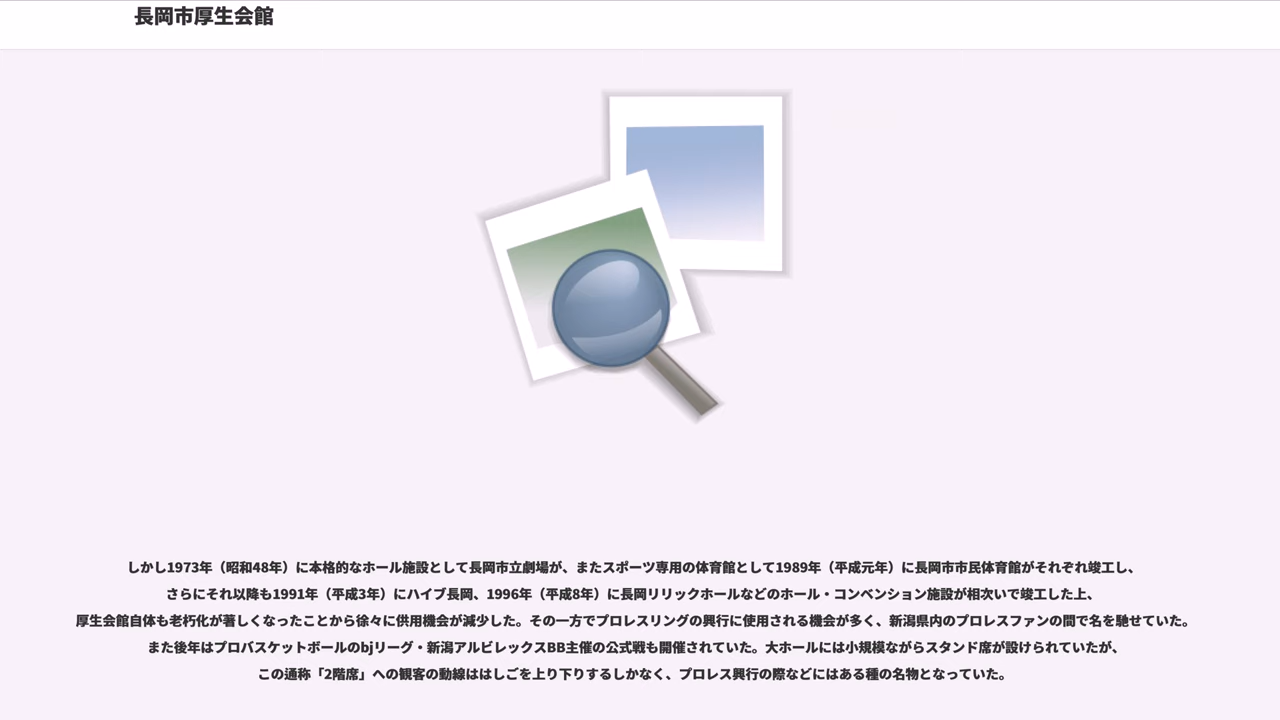 長岡市厚生会館
しかし1973年（昭和48年）に本格的なホール施設として長岡市立劇場が、またスポーツ専用の体育館として1989年（平成元年）に長岡市市民体育館がそれぞれ竣工し、
さらにそれ以降も1991年（平成3年）にハイブ長岡、1996年（平成8年）に長岡リリックホールなどのホール・コンベンション施設が相次いで竣工した上、
厚生会館自体も老朽化が著しくなったことから徐々に供用機会が減少した。その一方でプロレスリングの興行に使用される機会が多く、新潟県内のプロレスファンの間で名を馳せていた。
また後年はプロバスケットボールのbjリーグ・新潟アルビレックスBB主催の公式戦も開催されていた。大ホールには小規模ながらスタンド席が設けられていたが、
この通称「2階席」への観客の動線ははしごを上り下りするしかなく、プロレス興行の際などにはある種の名物となっていた。